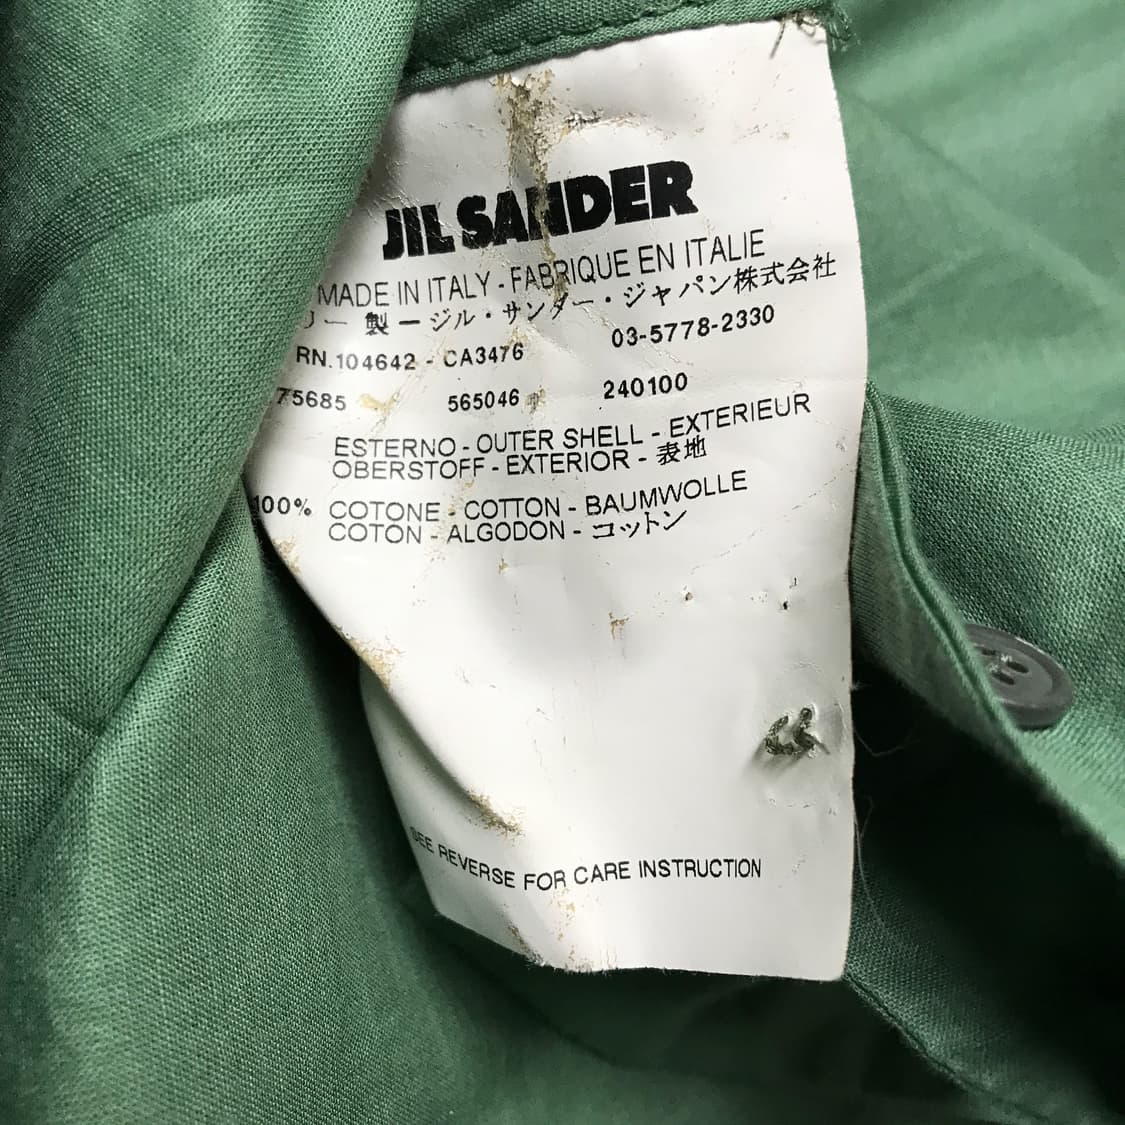 JIL SANDER
MADE IN ITALY - FABRIQUE EN ITALIE
リー 製 ージル・サンダー・ジャパン株式会社
RN.104642 - CA3476 03-5778-2330
75685 565046 240100
ESTERNO - OUTER SHELL - EXTERIEUR
OBERSTOFF - EXTERIOR - 表地
100% COTONE - COTTON - BAUMWOLLE
COTON - ALGODON - コットン
SEE REVERSE FOR CARE INSTRUCTION